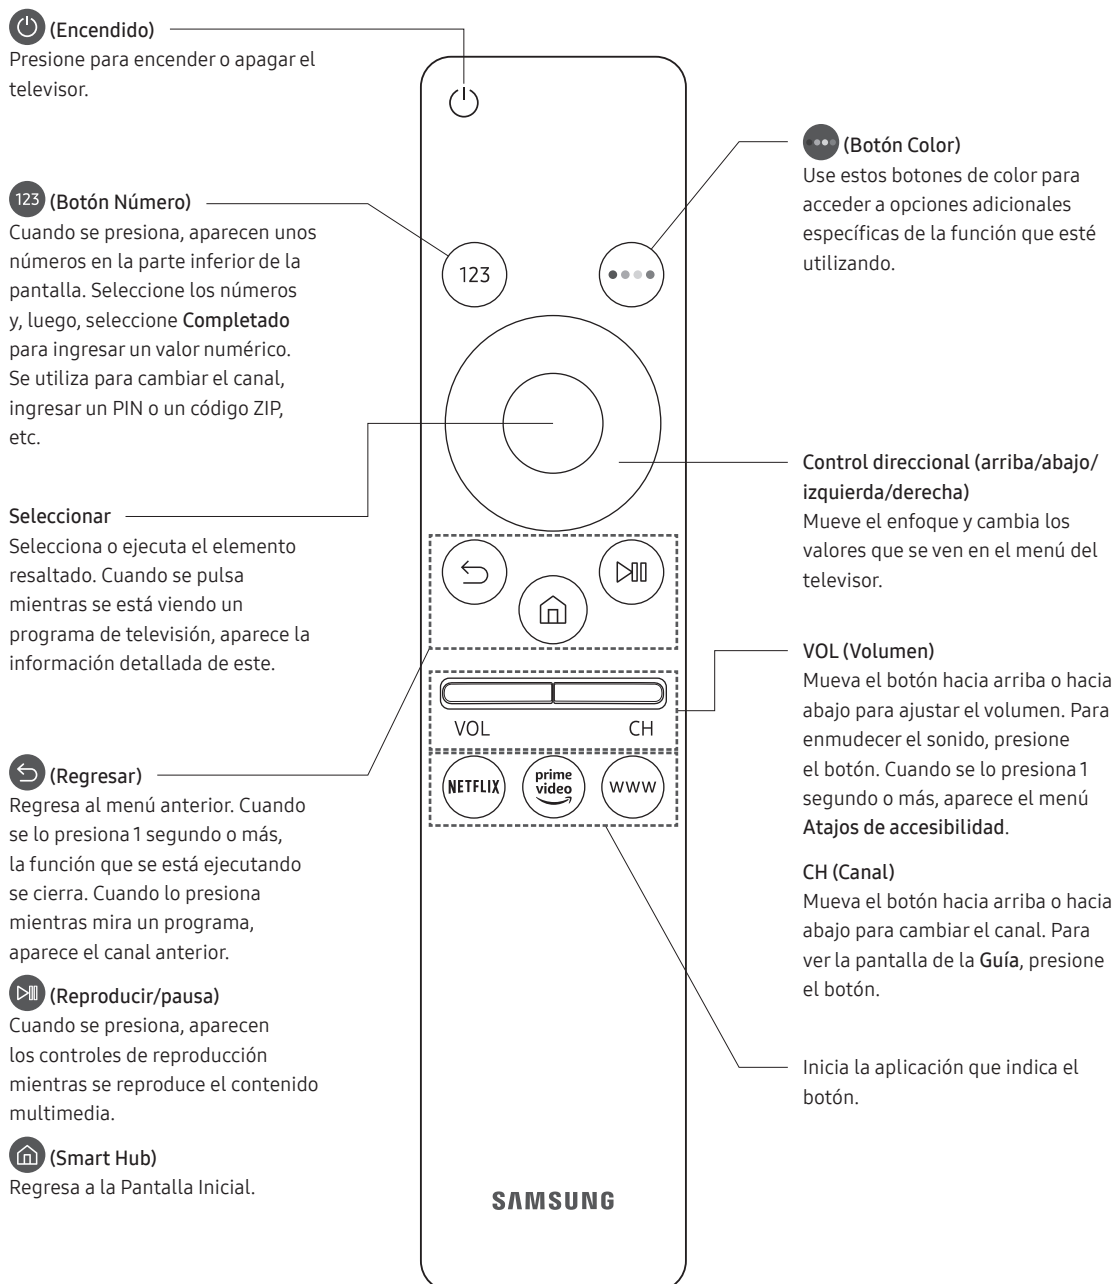 (Encendido)
Presione para encender o apagar el
televisor.
123 (Botón Número)
Cuando se presiona, aparecen unos
números en la parte inferior de la
pantalla. Seleccione los números
y, luego, seleccione Completado
para ingresar un valor numérico.
Se utiliza para cambiar el canal,
ingresar un PIN o un código ZIP,
etc.
Seleccionar
Selecciona o ejecuta el elemento
resaltado. Cuando se pulsa
mientras se está viendo un
programa de televisión, aparece la
información detallada de este.
(Regresar)
Regresa al menú anterior. Cuando
se lo presiona 1 segundo o más,
la función que se está ejecutando
se cierra. Cuando lo presiona
mientras mira un programa,
aparece el canal anterior.
(Reproducir/pausa)
Cuando se presiona, aparecen
los controles de reproducción
mientras se reproduce el contenido
multimedia.
(Smart Hub)
Regresa a la Pantalla Inicial.
123
VOL CH
NETFLIX
prime
video
www
SAMSUNG
(Botón Color)
Use estos botones de color para
acceder a opciones adicionales
específicas de la función que esté
utilizando.
Control direccional (arriba/abajo/
izquierda/derecha)
Mueve el enfoque y cambia los
valores que se ven en el menú del
televisor.
VOL (Volumen)
Mueva el botón hacia arriba o hacia
abajo para ajustar el volumen. Para
enmudecer el sonido, presione
el botón. Cuando se lo presiona 1
segundo o más, aparece el menú
Atajos de accesibilidad.
CH (Canal)
Mueva el botón hacia arriba o hacia
abajo para cambiar el canal. Para
ver la pantalla de la Guía, presione
el botón.
Inicia la aplicación que indica el
botón.